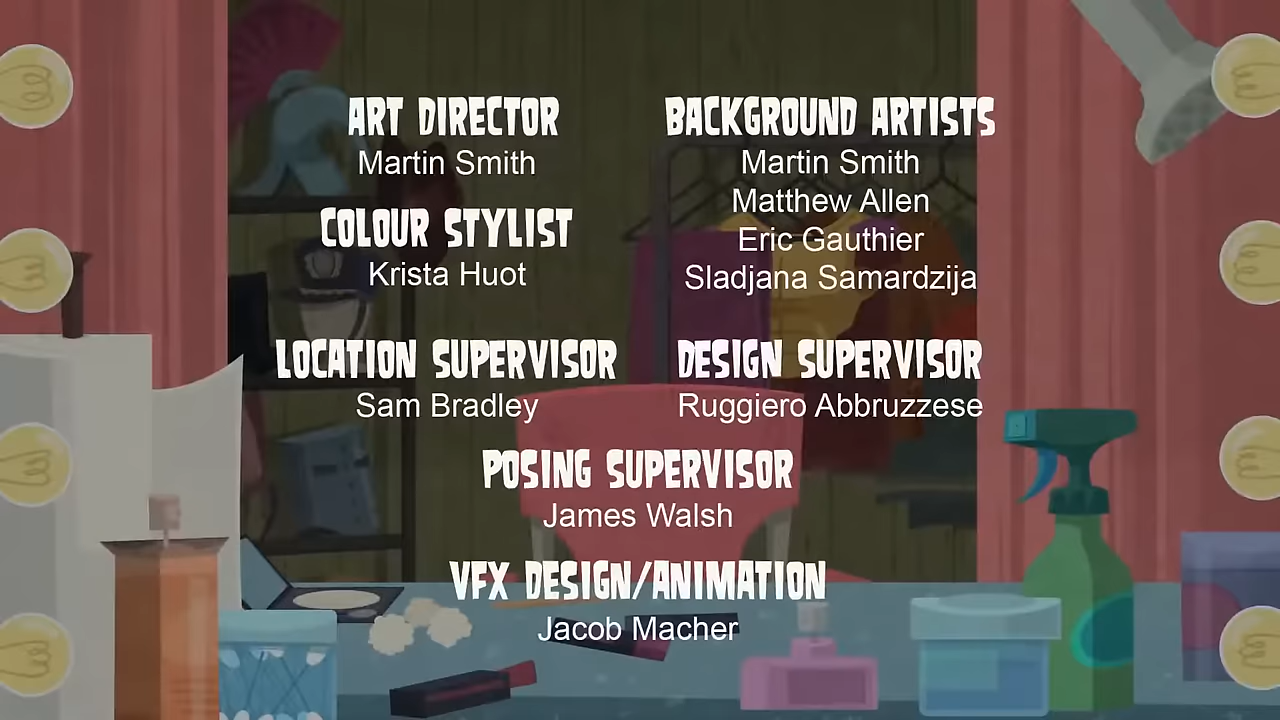 ART DIRECTOR
Martin Smith
COLOUR STYLIST
Krista Huot
BACKGROUND ARTISTS
Martin Smith
Matthew Allen
Eric Gauthier
Sladjana Samardzija
LOCATION SUPERVISOR
Sam Bradley
DESIGN SUPERVISOR
Ruggiero Abbruzzese
POSING SUPERVISOR
James Walsh
VFX DESIGN/ANIMATION
Jacob Macher